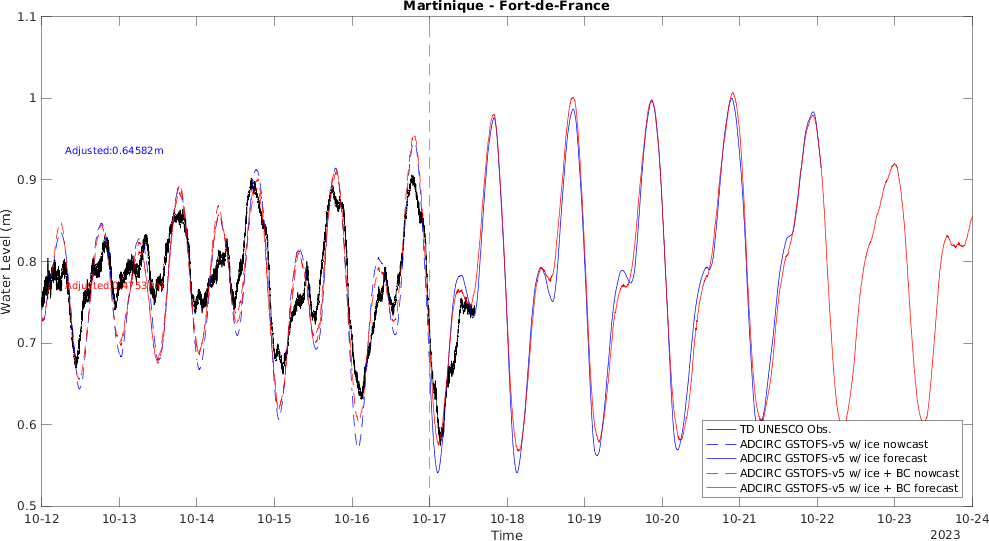 Martinique - Fort-de-France
1.1
1
0.9
0.8
0.7
0.6
0.5
Water Level (m)
Adjusted:0.64582m
TD UNESCO Obs.
ADCIRC GSTOFS-v5 w/ ice nowcast
ADCIRC GSTOFS-v5 w/ ice forecast
ADCIRC GSTOFS-v5 w/ ice + BC nowcast
ADCIRC GSTOFS-v5 w/ ice + BC forecast
10-12 10-13 10-14 10-15 10-16 10-17 10-18 10-19 10-20 10-21 10-22 10-23 10-24
Time
2023